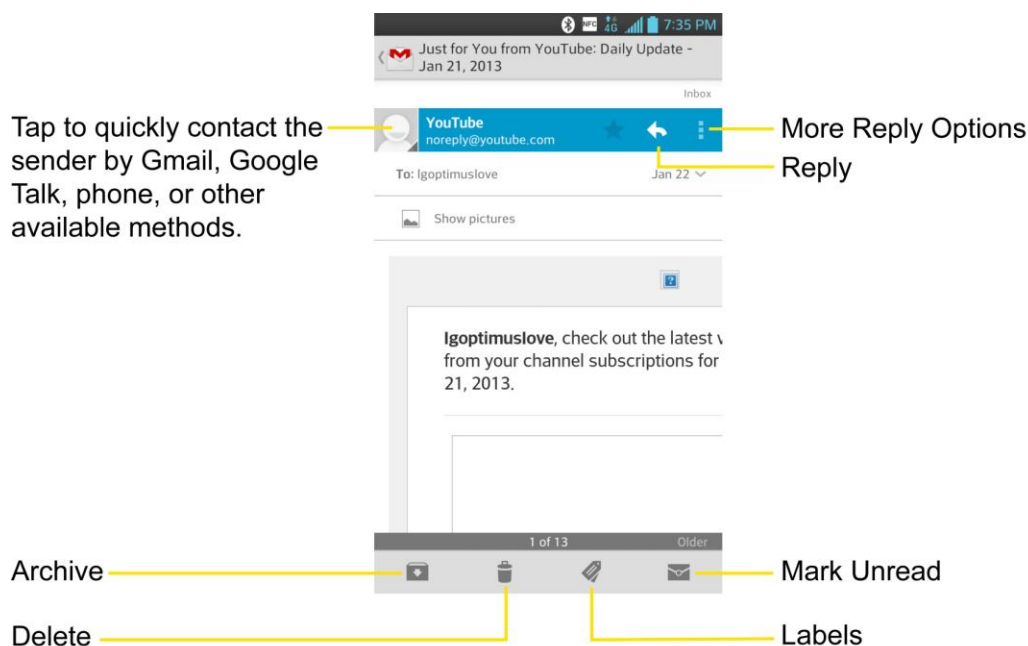 NFC 4G 7:35 PM
Just for You from YouTube: Daily Update -
Jan 21, 2013
Inbox
Tap to quickly contact the
sender by Gmail, Google
Talk, phone, or other
available methods.
YouTube
noreply@youtube.com
More Reply Options
Reply
To: lgoptimuslove
Jan 22
Show pictures
lgoptimuslove, check out the latest v
from your channel subscriptions for
21, 2013.
1 of 13
Older
Archive
Mark Unread
Delete
Labels